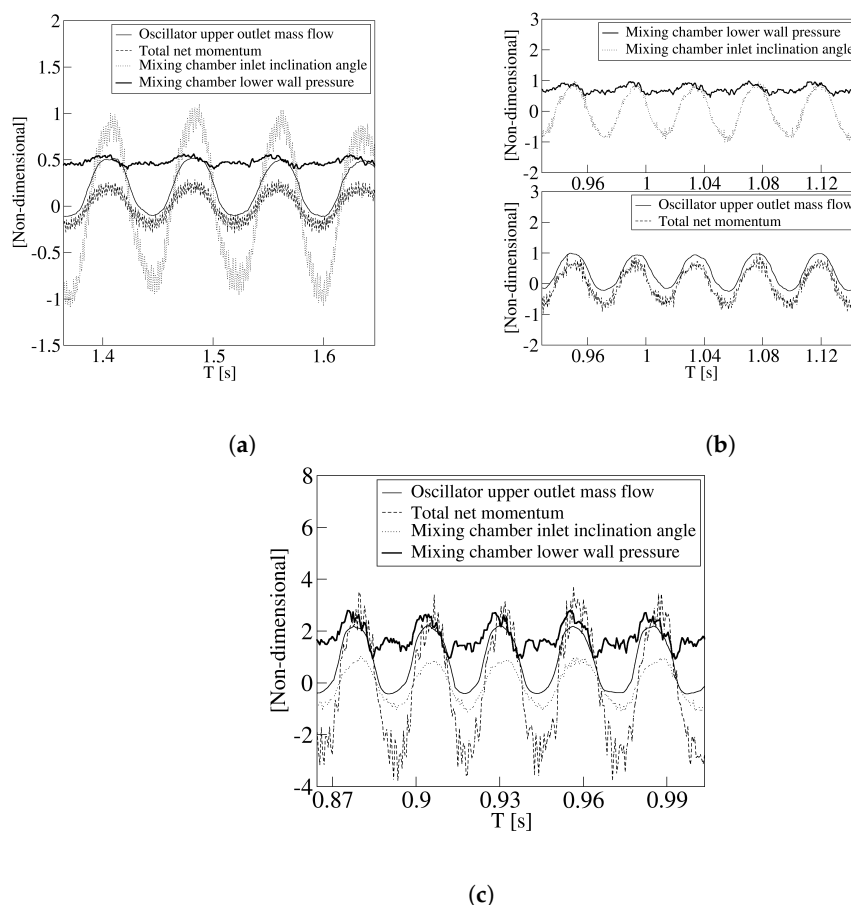 2
1.5
1
0.5
0
-0.5
-1
-1.5
[Non-dimensional]
Oscillator upper outlet mass flow
Total net momentum
Mixing chamber inlet inclination angle
Mixing chamber lower wall pressure
1.4 1.5 1.6
T [s]
(a)
3
2
1
0
-1
-2
[Non-dimensional]
Mixing chamber lower wall pressure
Mixing chamber inlet inclination angle
0.96 1 1.04 1.08 1.12
3
2
1
0
-1
-2
[Non-dimensional]
Oscillator upper outlet mass flow
Total net momentum
0.96 1 1.04 1.08 1.12
T [s]
(b)
8
6
4
2
0
-2
-4
[Non-dimensional]
Oscillator upper outlet mass flow
Total net momentum
Mixing chamber inlet inclination angle
Mixing chamber lower wall pressure
0.87 0.9 0.93 0.96 0.99
T [s]
(c)